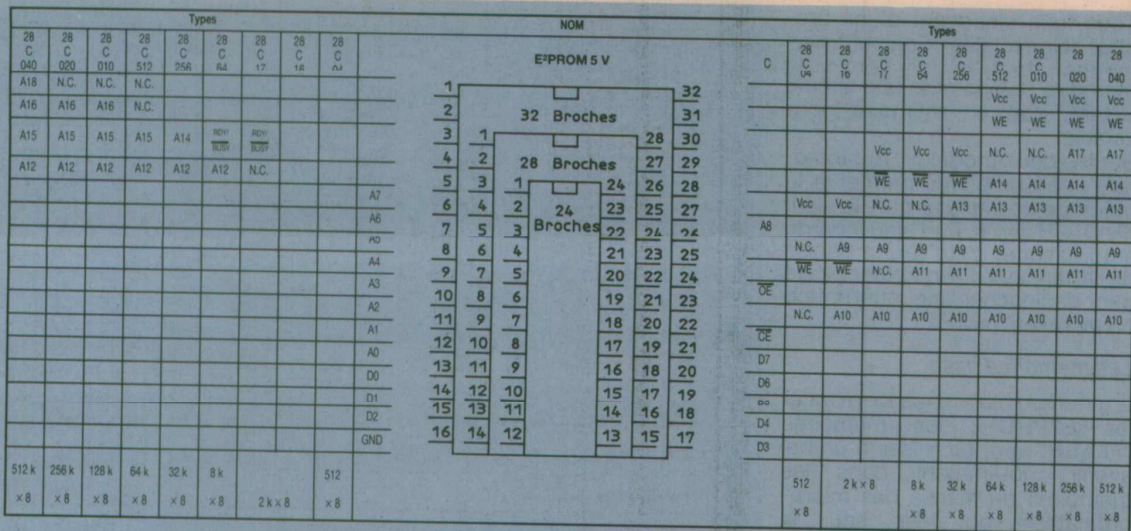 Types NOM Types
28 C 040 28 C 020 28 C 010 28 C 512 28 C 256 28 C 64 28 C 17 28 C 16 28 C 04
E²PROM 5 V
C 28 C 04 28 C 16 28 C 17 28 C 64 28 C 256 28 C 512 28 C 010 28 020 28 040
A18 N.C. N.C. N.C. 1 32 Vcc Vcc Vcc Vcc
A16 A16 A16 N.C. 2 32 Broches 31 WE WE WE WE
A15 A15 A15 A15 A14 RDY/ BUSY RDY/ BUSY 3 1 28 30 Vcc Vcc Vcc N.C. N.C. A17 A17
A12 A12 A12 A12 A12 A12 N.C. 4 2 28 Broches 27 29 WE WE WE A14 A14 A14 A14
A7 5 3 1 24 26 28 Vcc Vcc N.C. N.C. A13 A13 A13 A13 A13
A6 6 4 2 24 23 25 27 A8
A5 7 5 3 Broches 22 24 26 N.C. A9 A9 A9 A9 A9 A9 A9 A9
A4 8 6 4 21 23 25 WE WE N.C. A11 A11 A11 A11 A11 A11
A3 9 7 5 20 22 24 OE
A2 10 8 6 19 21 23 N.C. A10 A10 A10 A10 A10 A10 A10 A10
A1 11 9 7 18 20 22 CE
A0 12 10 8 17 19 21 D7
D0 13 11 9 16 18 20 D6
D1 14 12 10 15 17 19
D2 15 13 11 14 16 18 D4
GND 16 14 12 13 15 17 D3
512 k 256 k 128 k 64 k 32 k 8 k 512 512 2 k × 8 8 k 32 k 64 k 128 k 256 k 512 k
× 8 × 8 × 8 × 8 × 8 × 8 2 k × 8 × 8 × 8 × 8 × 8 × 8 × 8 × 8 × 8